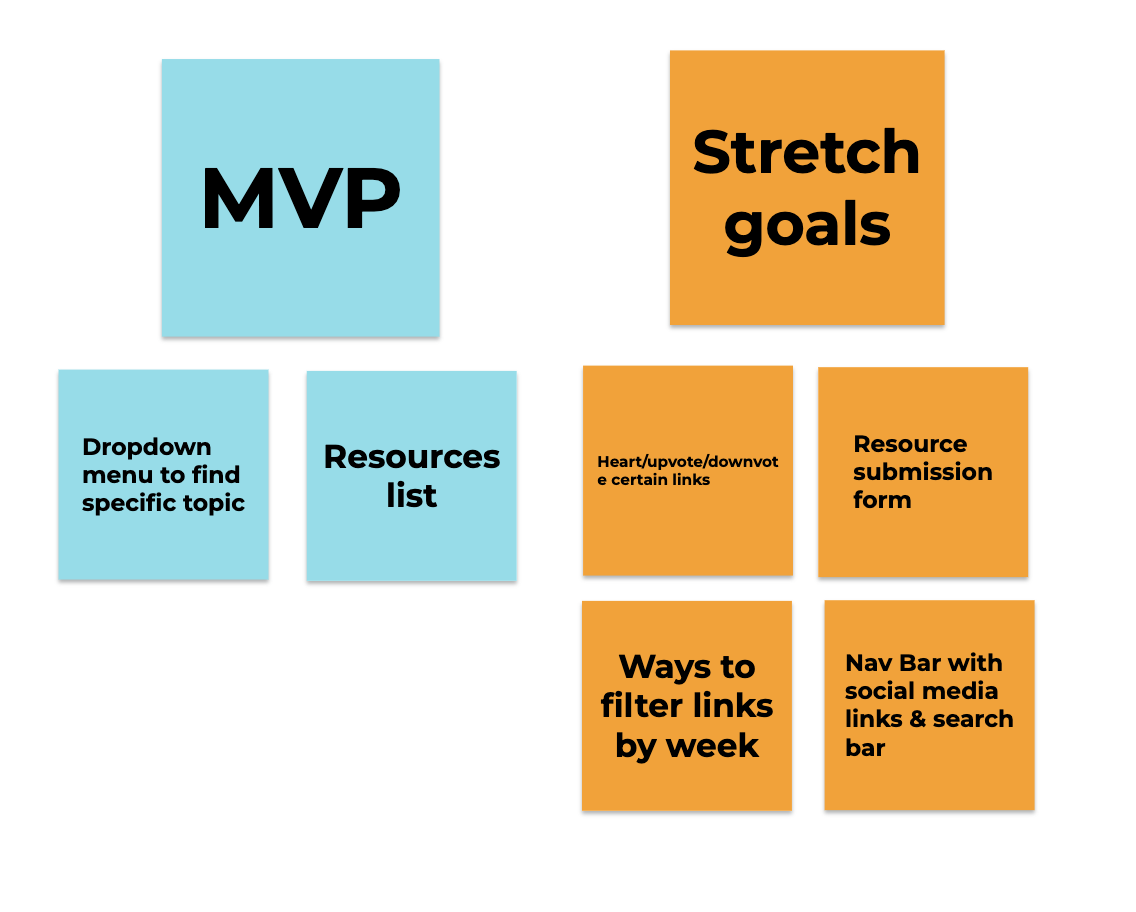 MVP
Stretch
goals
Dropdown
menu to find
specific topic
Resources
list
Heart/upvote/downvot
e certain links
Resource
submission
form
Ways to
filter links
by week
Nav Bar with
social media
links & search
bar